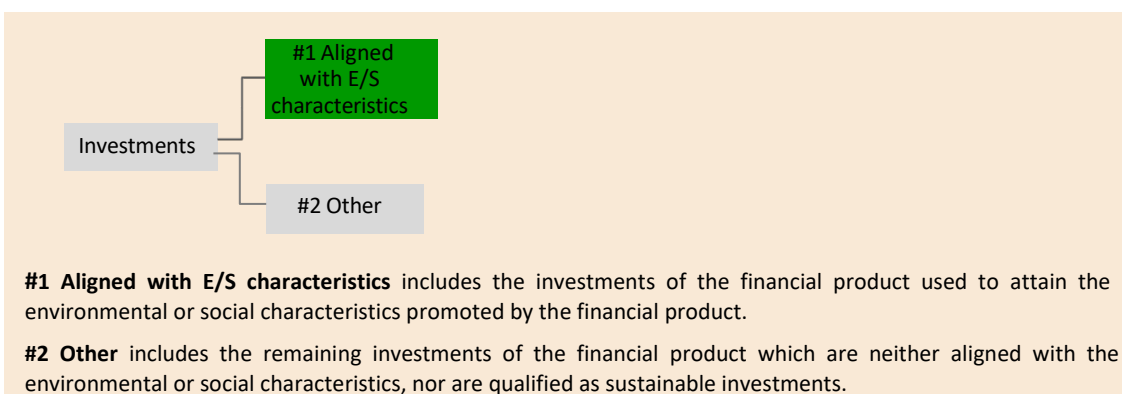 #1 Aligned
with E/S
characteristics
Investments
#2 Other
#1 Aligned with E/S characteristics includes the investments of the financial product used to attain the
environmental or social characteristics promoted by the financial product.
#2 Other includes the remaining investments of the financial product which are neither aligned with the
environmental or social characteristics, nor are qualified as sustainable investments.